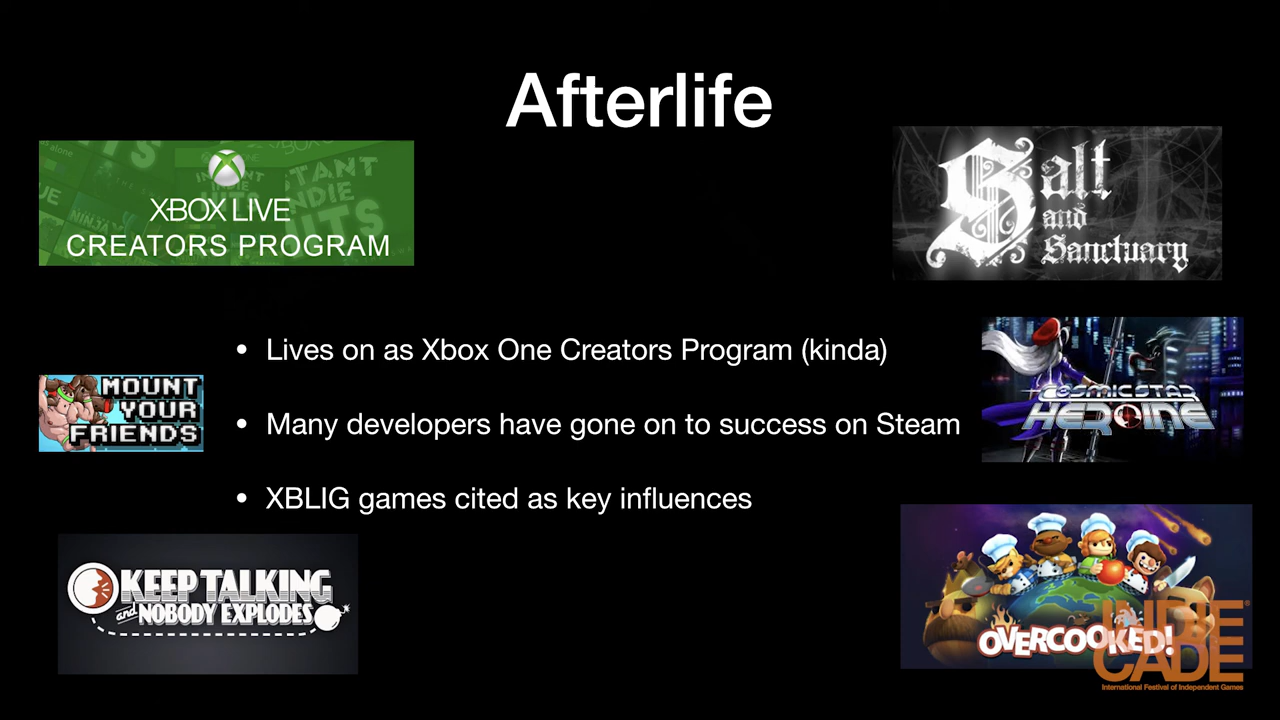 Afterlife
XBOX LIVE
CREATORS PROGRAM
Salt
and
Sanctuary
• Lives on as Xbox One Creators Program (kinda)
• Many developers have gone on to success on Steam
• XBLIG games cited as key influences
MOUNT
YOUR
FRIENDS
COSMIC STAR
HEROINE
KEEP TALKING
and NOBODY EXPLODES
OVERCOOKED!
INDIE
CADE
International Festival of Independent Games